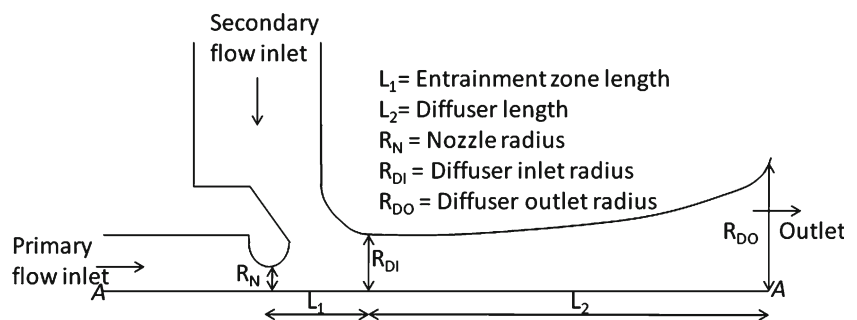 Secondary
flow inlet
L₁= Entrainment zone length
L₂= Diffuser length
R_N = Nozzle radius
R_DI = Diffuser inlet radius
R_DO = Diffuser outlet radius
Primary
flow inlet
A
R_N
R_DI
R_DO
Outlet
A
L₁
L₂